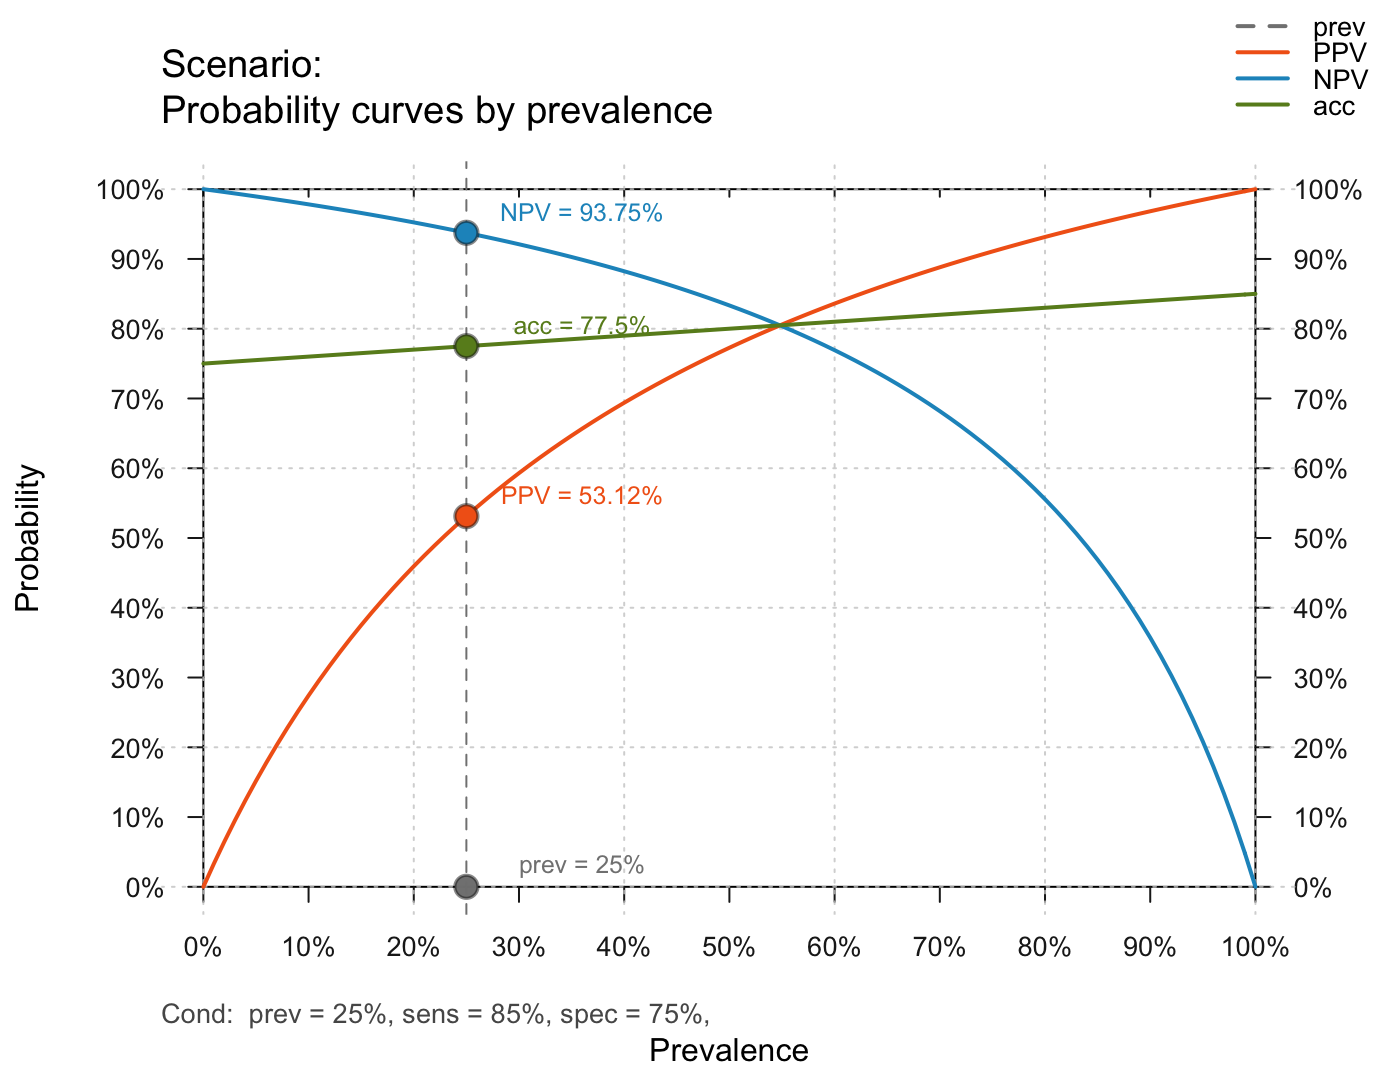 prev
PPV
NPV
acc
Scenario:
Probability curves by prevalence
100%
90%
80%
70%
60%
50%
40%
30%
20%
10%
0%
Probability
NPV = 93.75%
acc = 77.5%
PPV = 53.12%
prev = 25%
100%
90%
80%
70%
60%
50%
40%
30%
20%
10%
0%
0% 10% 20% 30% 40% 50% 60% 70% 80% 90% 100%
Cond:  prev = 25%, sens = 85%, spec = 75%,
Prevalence